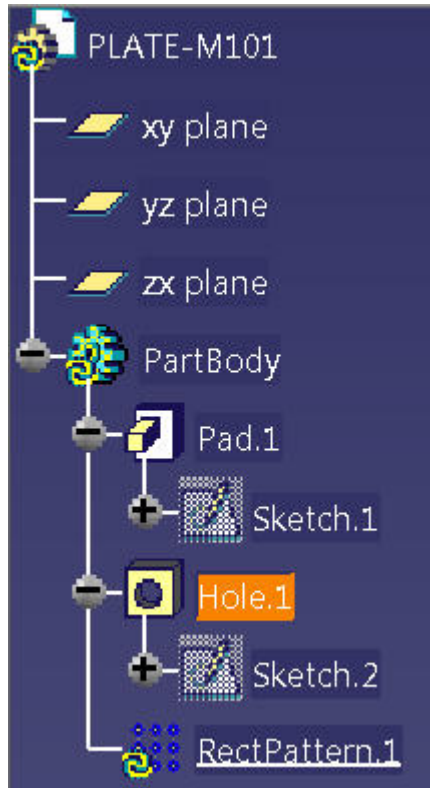 PLATE-M101
xy plane
yz plane
zx plane
PartBody
Pad.1
Sketch.1
Hole.1
Sketch.2
RectPattern.1